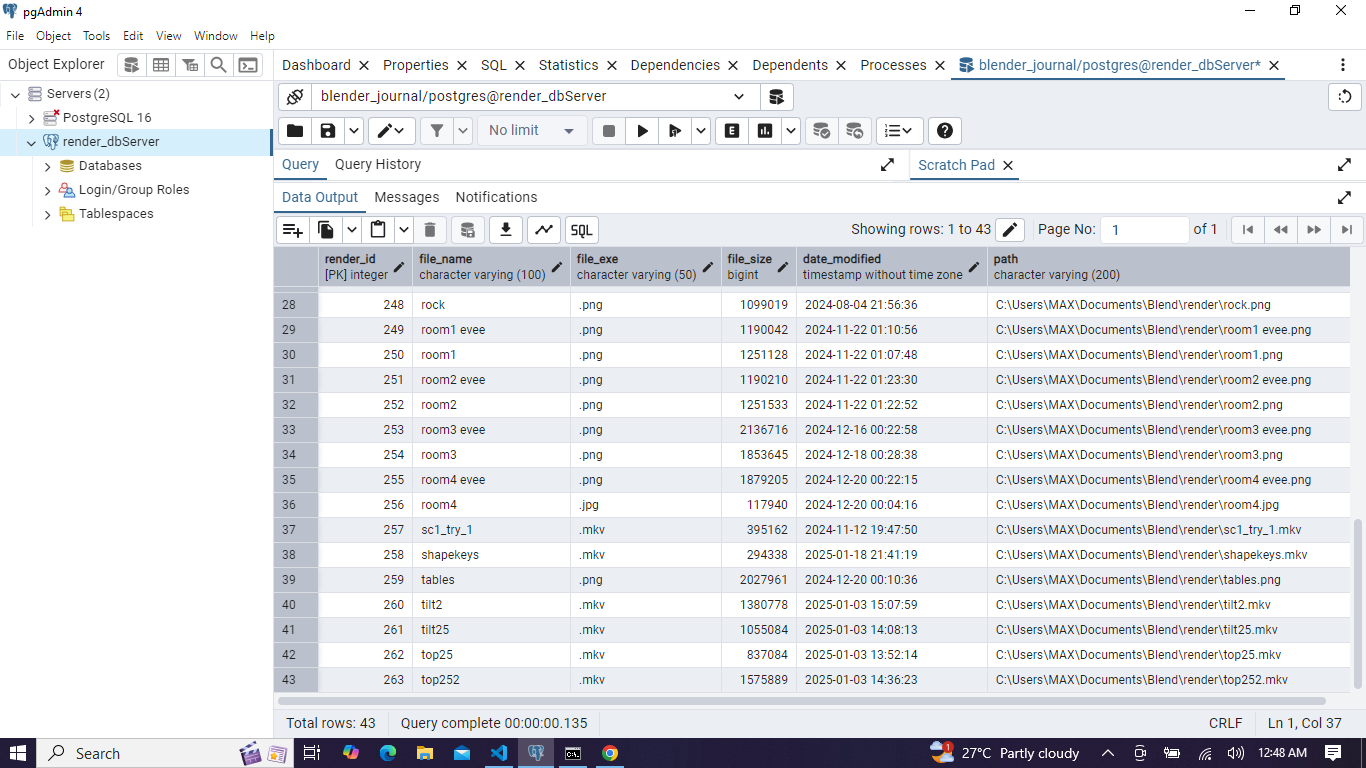 pgAdmin 4
File Object Tools Edit View Window Help
Object Explorer
Dashboard Properties SQL Statistics Dependencies Dependents Processes blender_journal/postgres@render_dbServer*
Servers (2)
PostgreSQL 16
render_dbServer
Databases
Login/Group Roles
Tablespaces
blender_journal/postgres@render_dbServer
No limit
E
Query Query History Scratch Pad
Data Output Messages Notifications
SQL Showing rows: 1 to 43 Page No: 1 of 1
render_id file_name file_exe file_size date_modified path
[PK] integer character varying (100) character varying (50) bigint timestamp without time zone character varying (200)
28 248 rock .png 1099019 2024-08-04 21:56:36 C:\Users\MAX\Documents\Blend\render\rock.png
29 249 room1 evee .png 1190042 2024-11-22 01:10:56 C:\Users\MAX\Documents\Blend\render\room1 evee.png
30 250 room1 .png 1251128 2024-11-22 01:07:48 C:\Users\MAX\Documents\Blend\render\room1.png
31 251 room2 evee .png 1190210 2024-11-22 01:23:30 C:\Users\MAX\Documents\Blend\render\room2 evee.png
32 252 room2 .png 1251533 2024-11-22 01:22:52 C:\Users\MAX\Documents\Blend\render\room2.png
33 253 room3 evee .png 2136716 2024-12-16 00:22:58 C:\Users\MAX\Documents\Blend\render\room3 evee.png
34 254 room3 .png 1853645 2024-12-18 00:28:38 C:\Users\MAX\Documents\Blend\render\room3.png
35 255 room4 evee .png 1879205 2024-12-20 00:22:15 C:\Users\MAX\Documents\Blend\render\room4 evee.png
36 256 room4 .jpg 117940 2024-12-20 00:04:16 C:\Users\MAX\Documents\Blend\render\room4.jpg
37 257 sc1_try_1 .mkv 395162 2024-11-12 19:47:50 C:\Users\MAX\Documents\Blend\render\sc1_try_1.mkv
38 258 shapekeys .mkv 294338 2025-01-18 21:41:19 C:\Users\MAX\Documents\Blend\render\shapekeys.mkv
39 259 tables .png 2027961 2024-12-20 00:10:36 C:\Users\MAX\Documents\Blend\render\tables.png
40 260 tilt2 .mkv 1380778 2025-01-03 15:07:59 C:\Users\MAX\Documents\Blend\render\tilt2.mkv
41 261 tilt25 .mkv 1055084 2025-01-03 14:08:13 C:\Users\MAX\Documents\Blend\render\tilt25.mkv
42 262 top25 .mkv 837084 2025-01-03 13:52:14 C:\Users\MAX\Documents\Blend\render\top25.mkv
43 263 top252 .mkv 1575889 2025-01-03 14:36:23 C:\Users\MAX\Documents\Blend\render\top252.mkv
Total rows: 43 Query complete 00:00:00.135 CRLF Ln 1, Col 37
Search 1 27°C Partly cloudy 12:48 AM